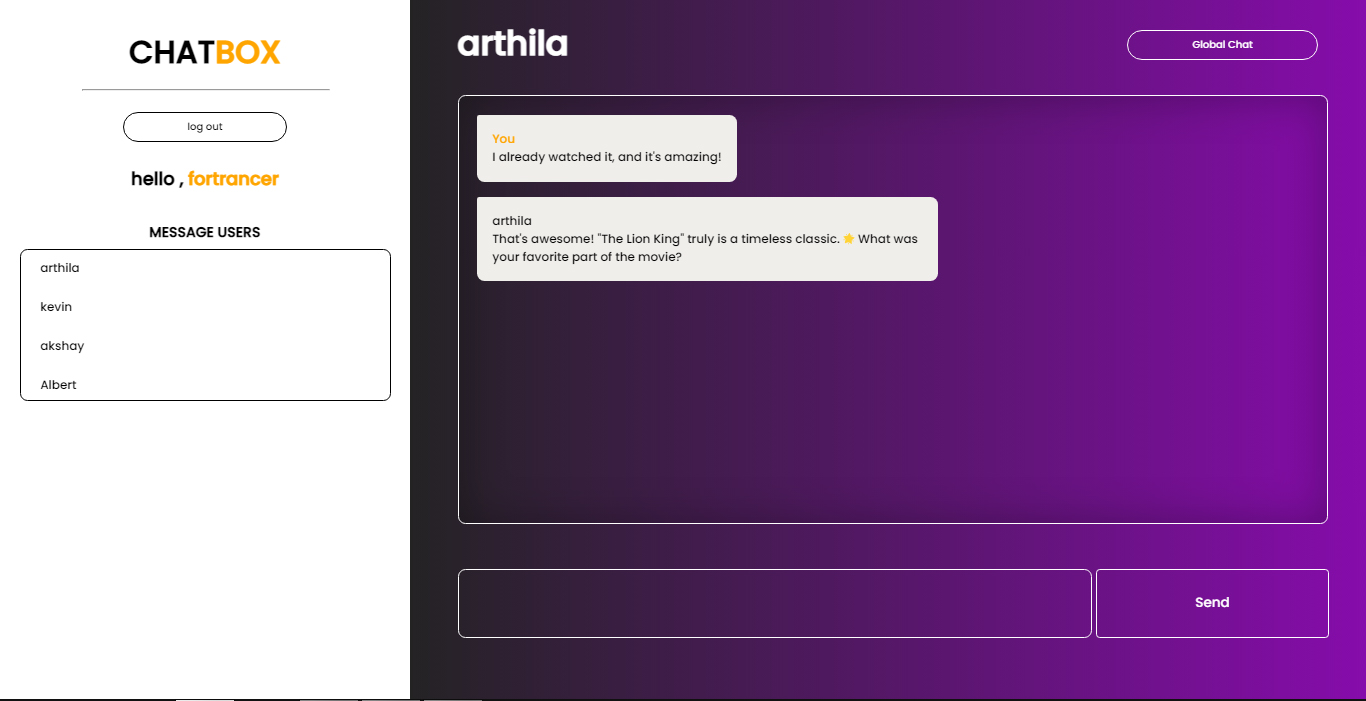 CHATBOX
log out
hello , fortrancer
MESSAGE USERS
arthila
kevin
akshay
Albert
arthila
Global Chat
You
I already watched it, and it's amazing!
arthila
That's awesome! "The Lion King" truly is a timeless classic. 🌟 What was
your favorite part of the movie?
Send